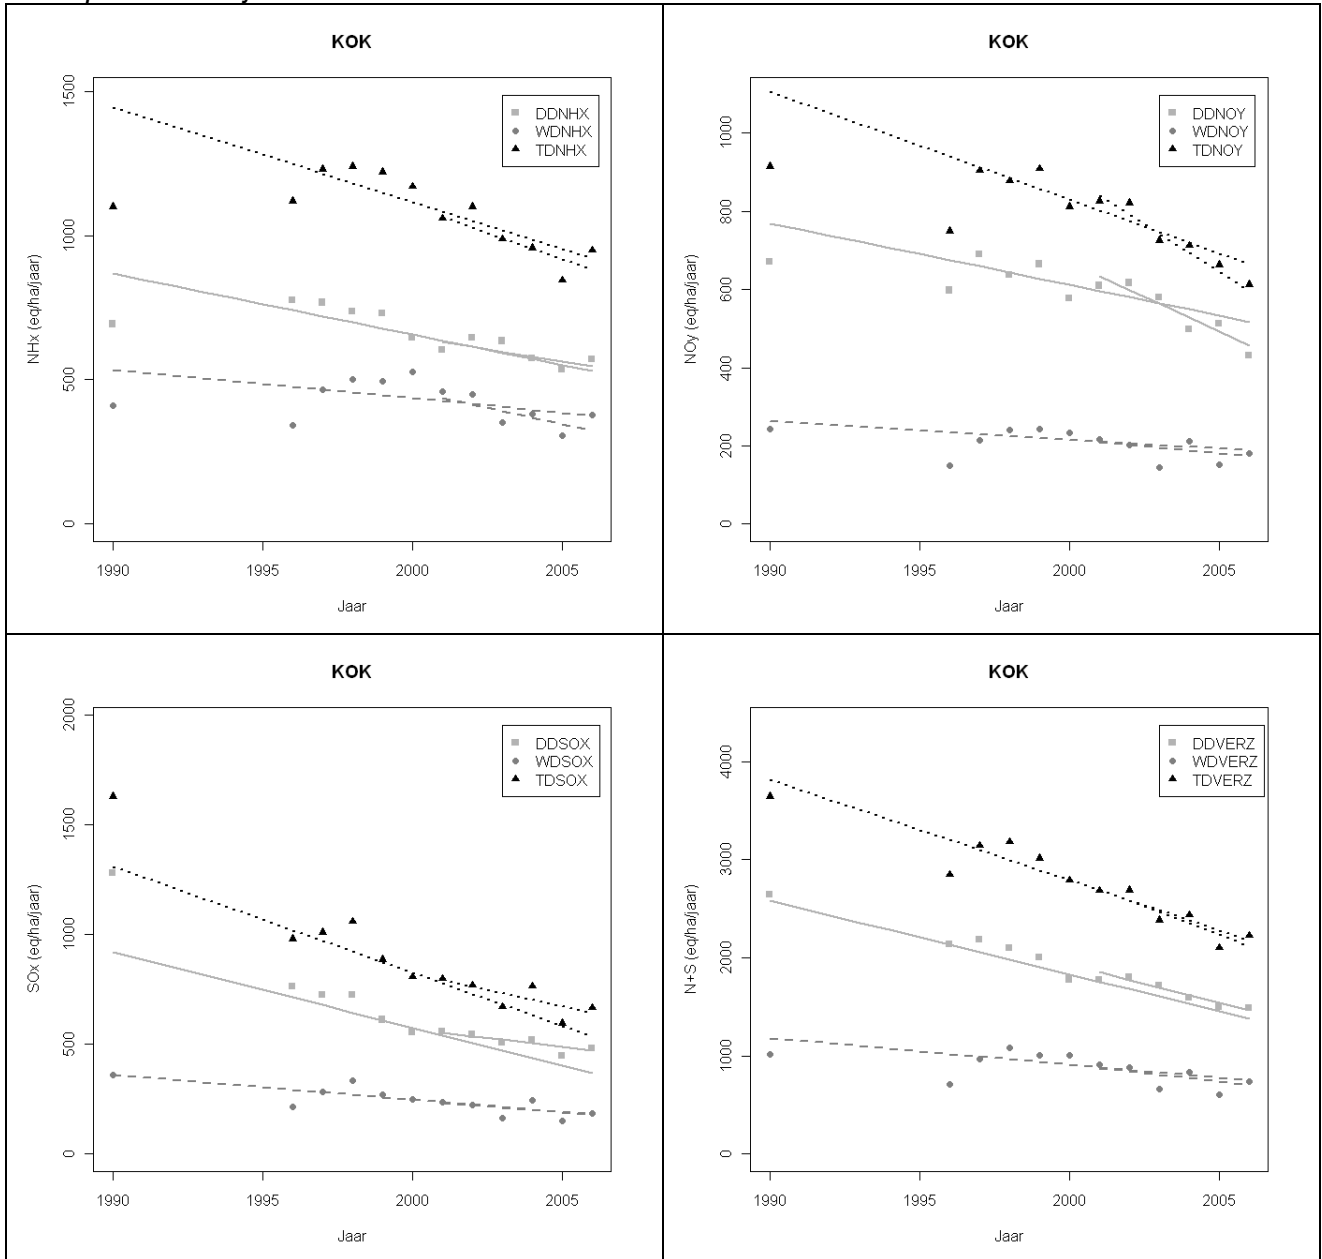 KOK
1500
1000
500
0
NHx (eq/ha/jaar)
DDNHX
WDNHX
TDNHX
1990 1995 2000 2005
Jaar
KOK
1000
800
600
400
200
0
NOy (eq/ha/jaar)
DDNOY
WDNOY
TDNOY
1990 1995 2000 2005
Jaar
KOK
2000
1500
1000
500
0
SOx (eq/ha/jaar)
DDSOX
WDSOX
TDSOX
1990 1995 2000 2005
Jaar
KOK
4000
3000
2000
1000
0
N+S (eq/ha/jaar)
DDVERZ
WDVERZ
TDVERZ
1990 1995 2000 2005
Jaar